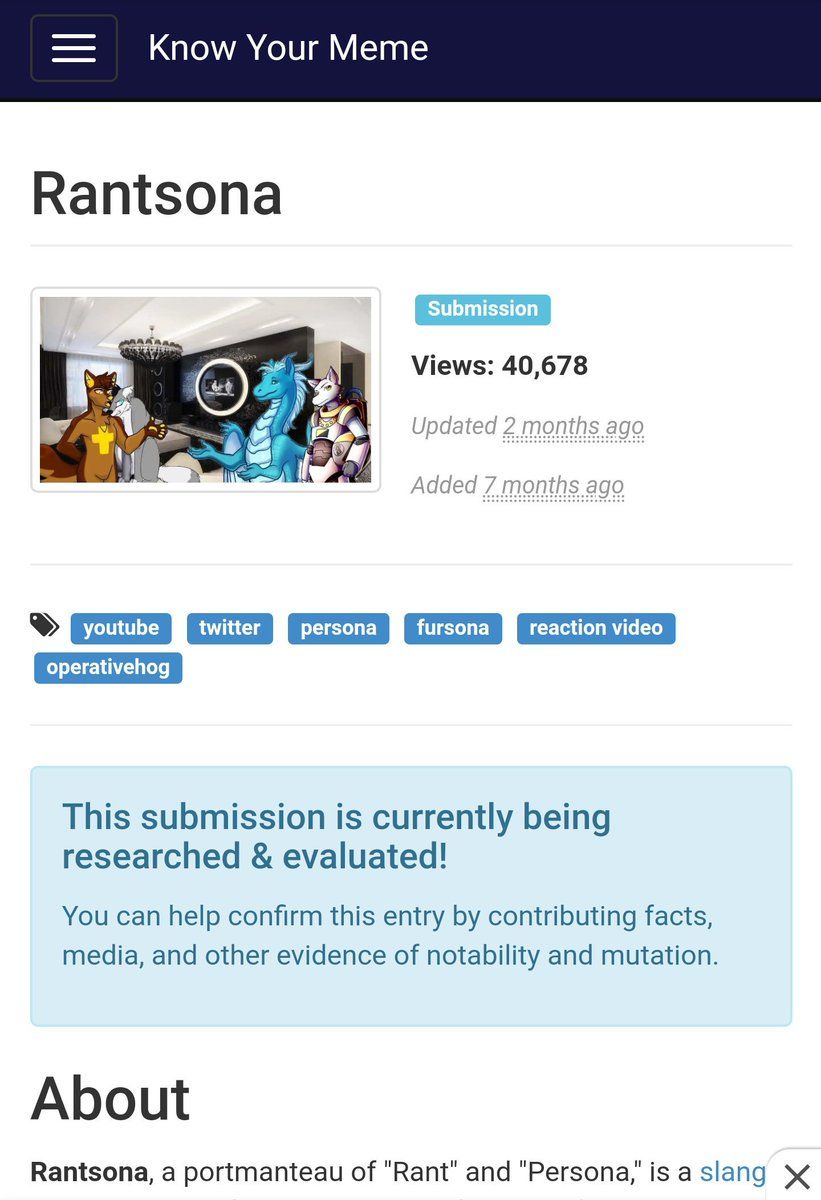 Know Your Meme
Rantsona
Submission
Views: 40,678
Updated 2 months ago
Added 7 months ago
youtube twitter persona fursona reaction video
operativehog
This submission is currently being
researched & evaluated!
You can help confirm this entry by contributing facts,
media, and other evidence of notability and mutation.
About
Rantsona, a portmanteau of "Rant" and "Persona," is a slang